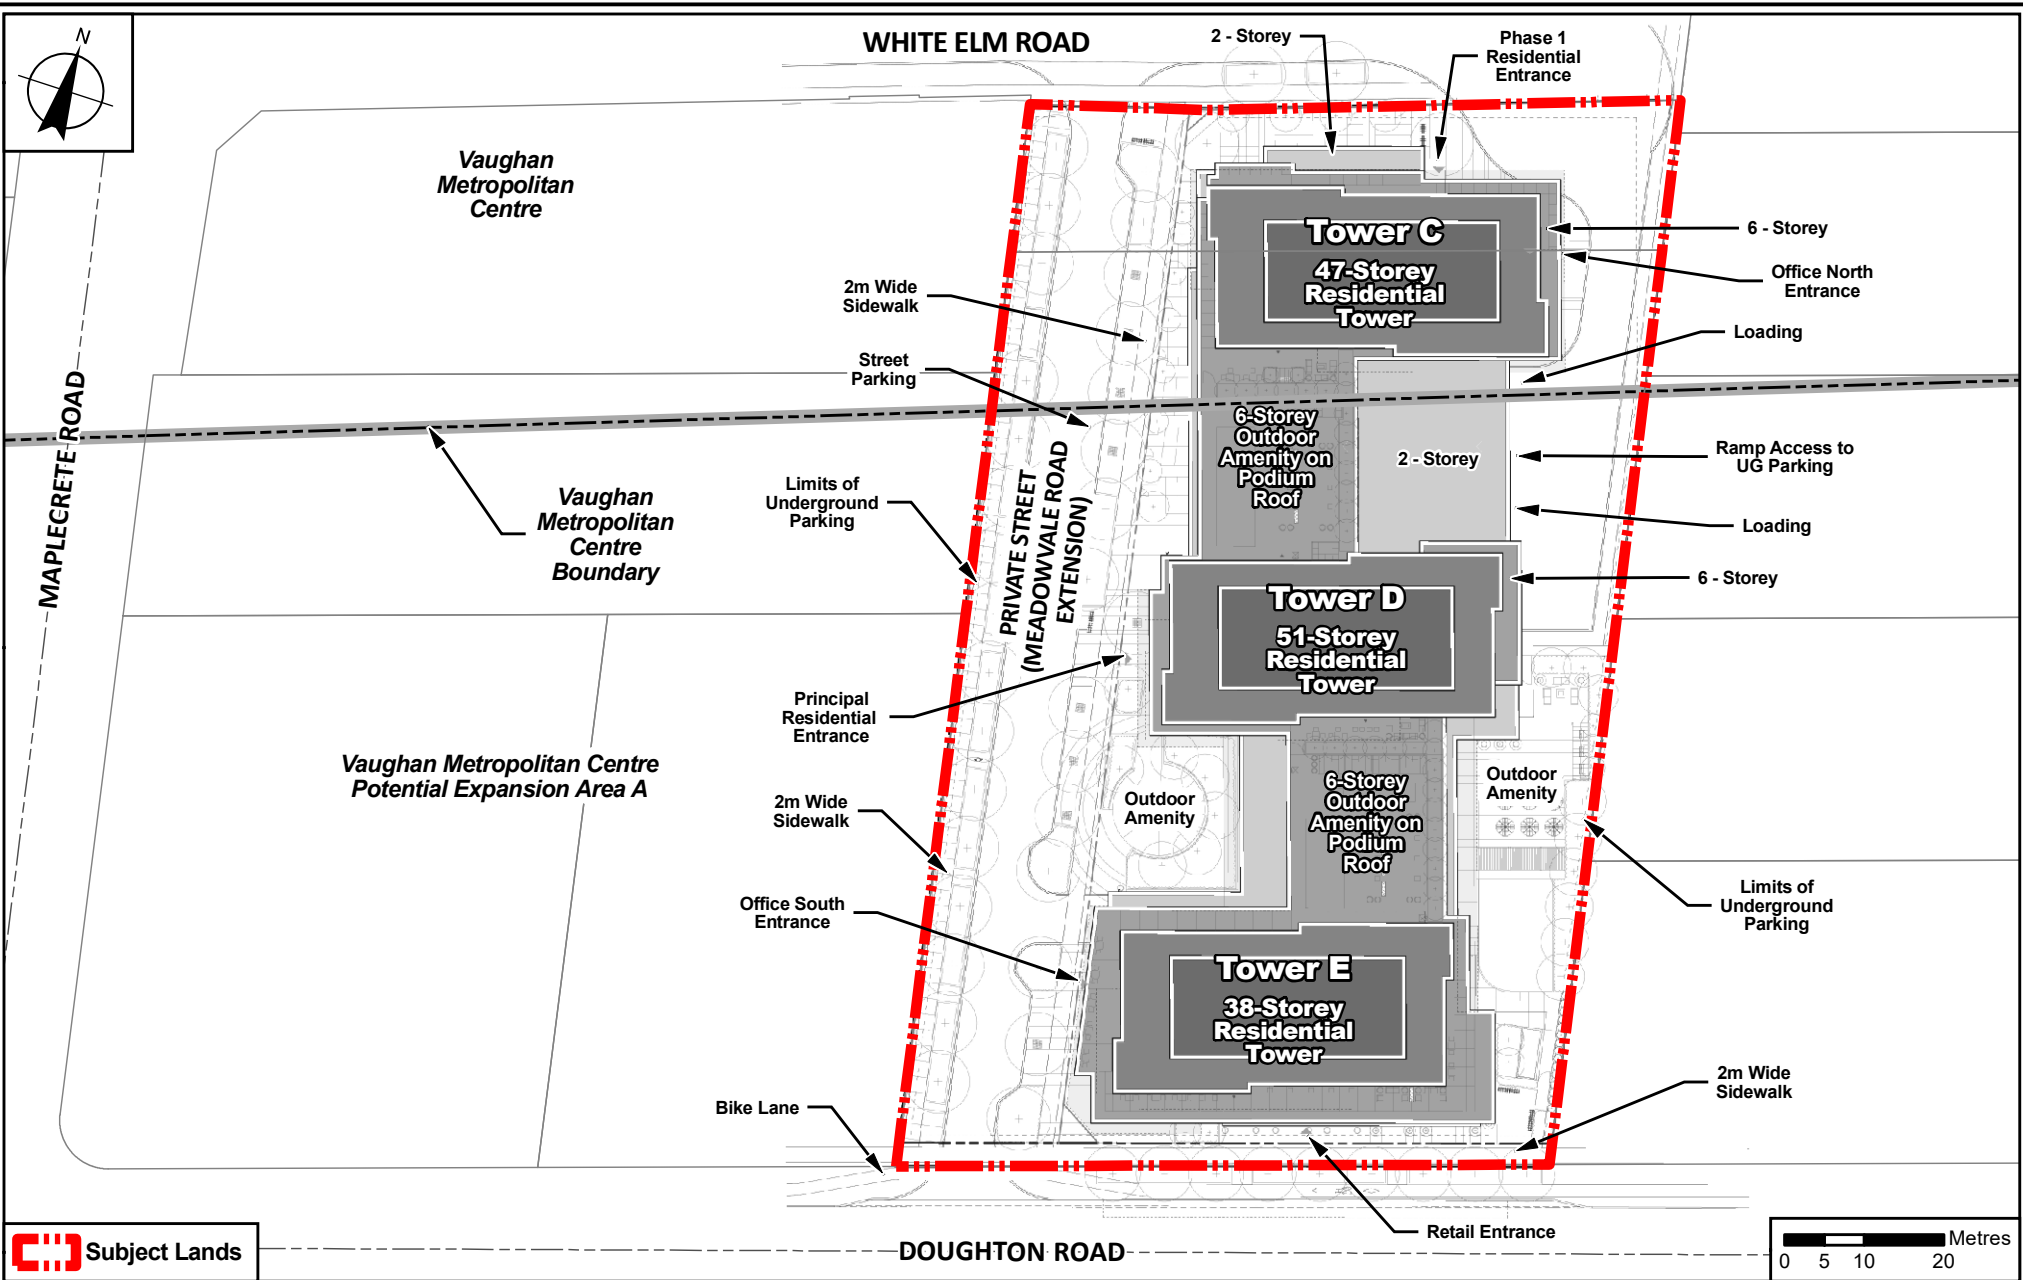 N
WHITE ELM ROAD
2 - Storey
Phase 1
Residential
Entrance
Vaughan
Metropolitan
Centre
Tower C
47-Storey
Residential
Tower
6 - Storey
Office North
Entrance
2m Wide
Sidewalk
Loading
Street
Parking
MAPLECRETE ROAD
6-Storey
Outdoor
Amenity on
Podium
Roof
2 - Storey
Ramp Access to
UG Parking
Limits of
Underground
Parking
Vaughan
Metropolitan
Centre
Boundary
PRIVATE STREET
(MEADOWVALE ROAD
EXTENSION)
Loading
6 - Storey
Tower D
51-Storey
Residential
Tower
Principal
Residential
Entrance
Vaughan Metropolitan Centre
Potential Expansion Area A
2m Wide
Sidewalk
Outdoor
Amenity
6-Storey
Outdoor
Amenity on
Podium
Roof
Outdoor
Amenity
Limits of
Underground
Parking
Office South
Entrance
Tower E
38-Storey
Residential
Tower
2m Wide
Sidewalk
Bike Lane
Retail Entrance
Subject Lands
DOUGHTON ROAD
Metres
0 5 10 20